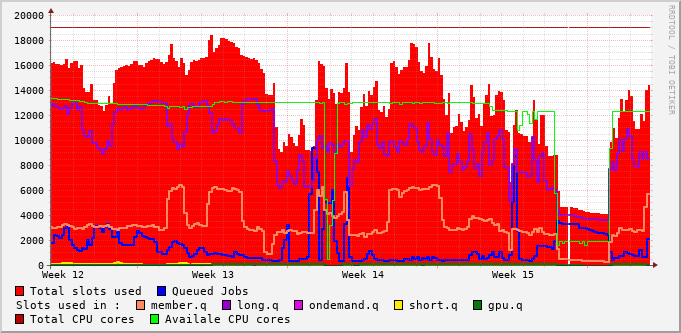 20000
18000
16000
14000
12000
10000
8000
6000
4000
2000
0
Week 12 Week 13 Week 14 Week 15
RRDTOOL / TOBI OETIKER
Total slots used Queued Jobs
Slots used in : member.q long.q ondemand.q short.q gpu.q
Total CPU cores Availale CPU cores